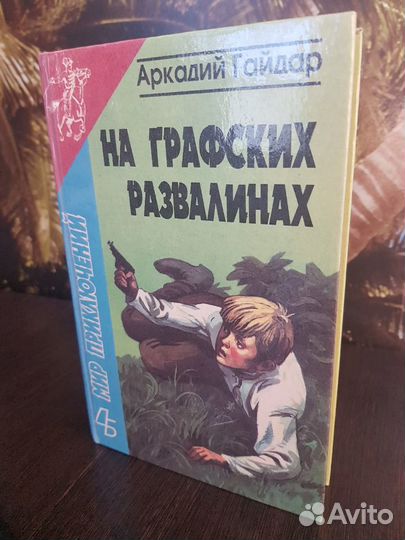 Аркадий Гайдар
НА ГРАФСКИХ
РАЗВАЛИНАХ
МИР ПРИКЛЮЧЕНИЙ
Avito